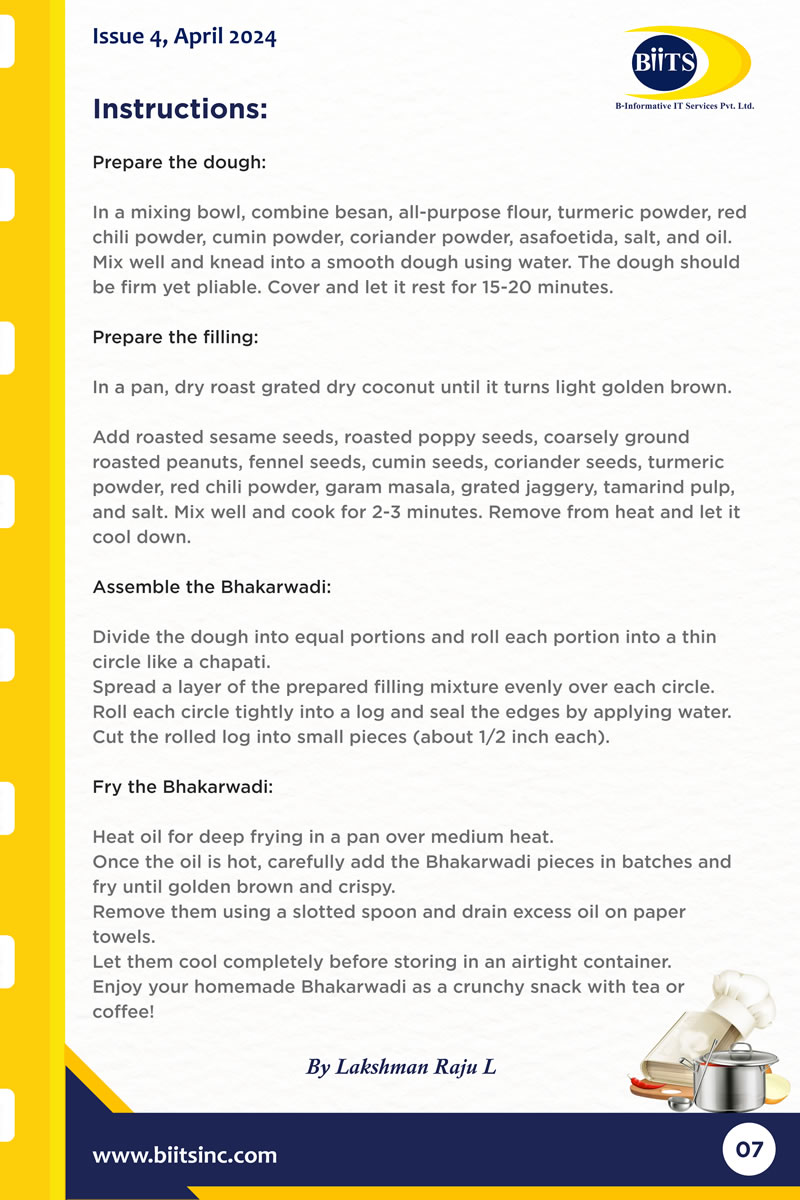 Issue 4, April 2024
BiiTS
B-Informative IT Services Pvt. Ltd.
Instructions:
Prepare the dough:
In a mixing bowl, combine besan, all-purpose flour, turmeric powder, red
chili powder, cumin powder, coriander powder, asafoetida, salt, and oil.
Mix well and knead into a smooth dough using water. The dough should
be firm yet pliable. Cover and let it rest for 15-20 minutes.
Prepare the filling:
In a pan, dry roast grated dry coconut until it turns light golden brown.
Add roasted sesame seeds, roasted poppy seeds, coarsely ground
roasted peanuts, fennel seeds, cumin seeds, coriander seeds, turmeric
powder, red chili powder, garam masala, grated jaggery, tamarind pulp,
and salt. Mix well and cook for 2-3 minutes. Remove from heat and let it
cool down.
Assemble the Bhakarwadi:
Divide the dough into equal portions and roll each portion into a thin
circle like a chapati.
Spread a layer of the prepared filling mixture evenly over each circle.
Roll each circle tightly into a log and seal the edges by applying water.
Cut the rolled log into small pieces (about 1/2 inch each).
Fry the Bhakarwadi:
Heat oil for deep frying in a pan over medium heat.
Once the oil is hot, carefully add the Bhakarwadi pieces in batches and
fry until golden brown and crispy.
Remove them using a slotted spoon and drain excess oil on paper
towels.
Let them cool completely before storing in an airtight container.
Enjoy your homemade Bhakarwadi as a crunchy snack with tea or
coffee!
By Lakshman Raju L
www.biitsinc.com
07